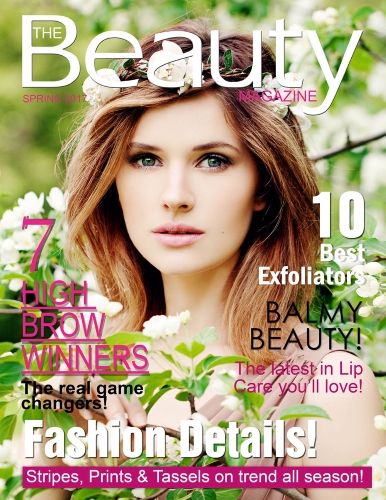 THE
Beauty
SPRING 2017
MAGAZINE
10
Best
Exfoliators
7
HIGH
BROW
WINNERS
The real game
changers!
BALMY
BEAUTY!
The latest in Lip
Care you'll love!
Fashion Details!
Stripes, Prints & Tassels on trend all season!